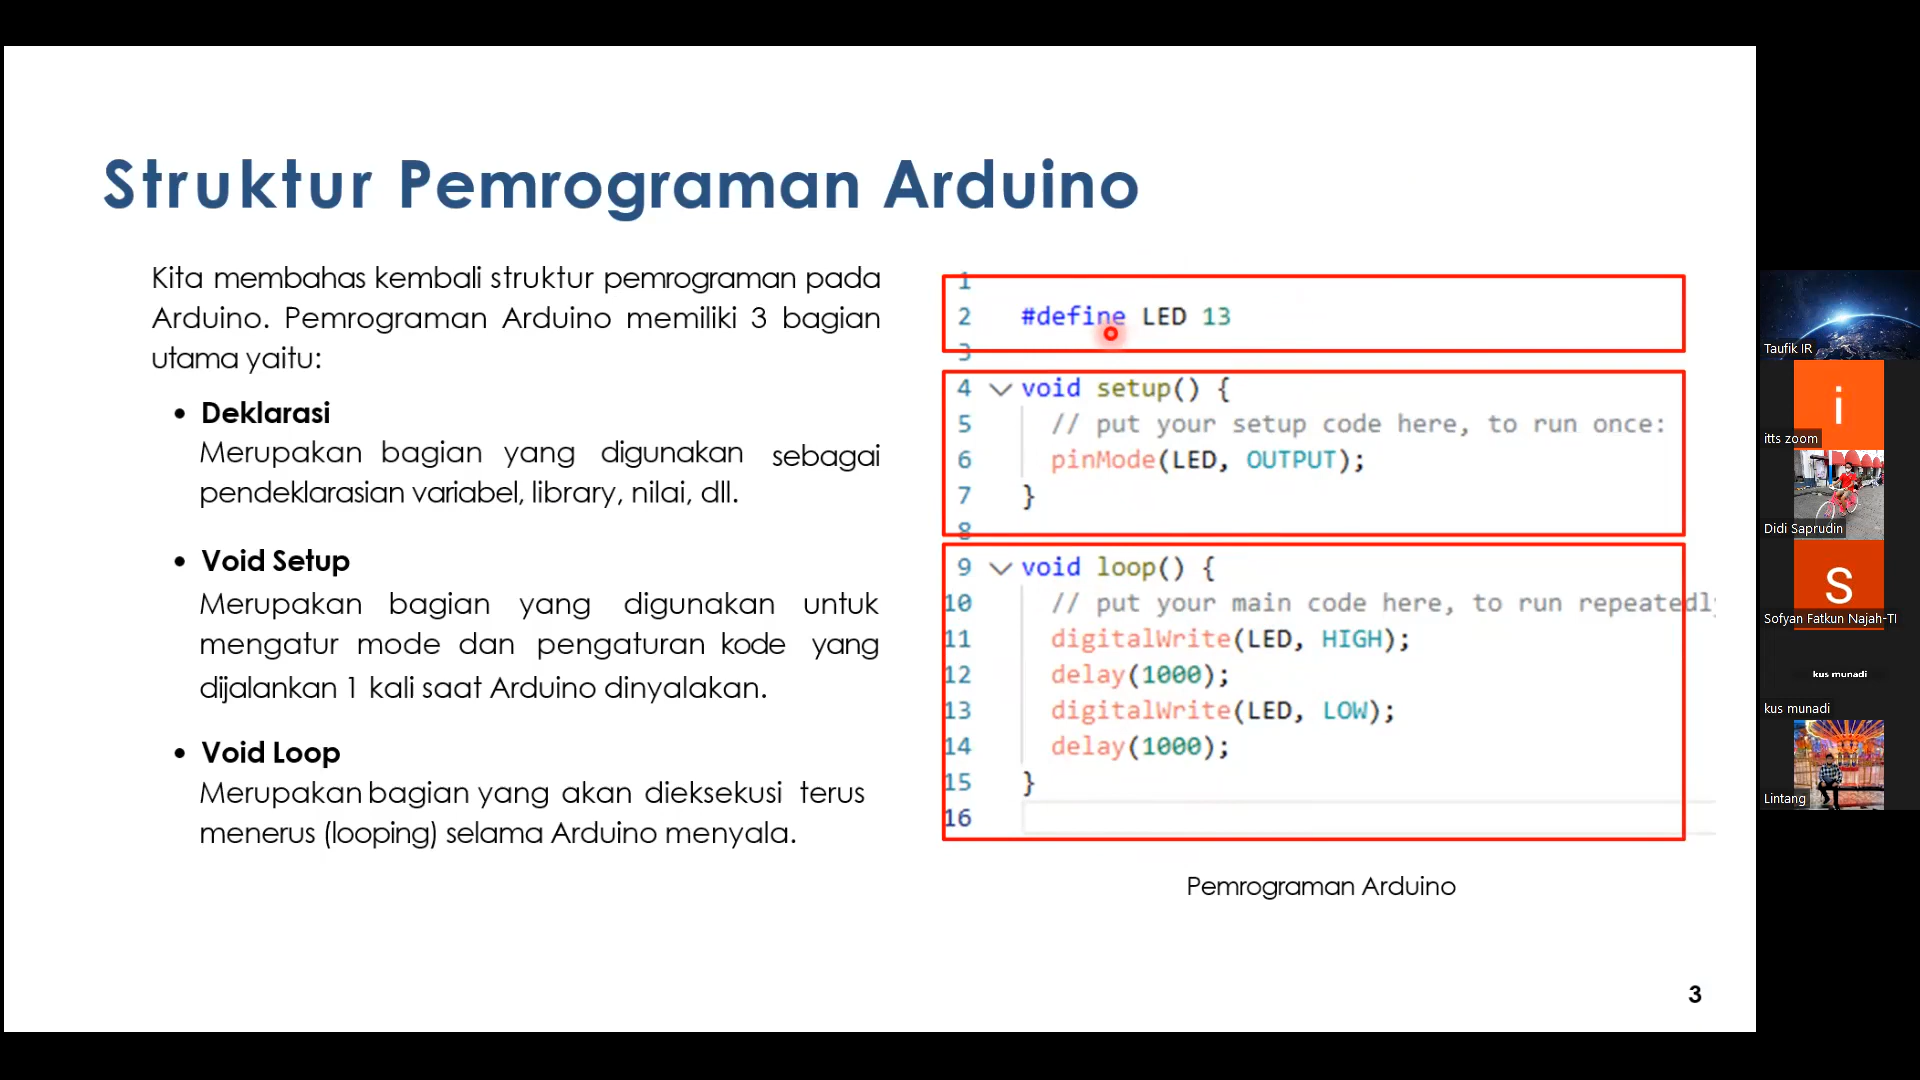 Struktur Pemrograman Arduino
Kita membahas kembali struktur pemrograman pada
Arduino. Pemrograman Arduino memiliki 3 bagian
utama yaitu:
• Deklarasi
Merupakan bagian yang digunakan sebagai
pendeklarasian variabel, library, nilai, dll.
• Void Setup
Merupakan bagian yang digunakan untuk
mengatur mode dan pengaturan kode yang
dijalankan 1 kali saat Arduino dinyalakan.
• Void Loop
Merupakan bagian yang akan dieksekusi terus
menerus (looping) selama Arduino menyala.
1
2 #define LED 13
3
4 void setup() {
5 // put your setup code here, to run once:
6 pinMode(LED, OUTPUT);
7 }
8
9 void loop() {
10 // put your main code here, to run repeatedly
11 digitalWrite(LED, HIGH);
12 delay(1000);
13 digitalWrite(LED, LOW);
14 delay(1000);
15 }
16
Pemrograman Arduino
3
Taufik IR
i
itts zoom
Didi Saprudin
S
Sofyan Fatkun Najah-TI
kus munadi
kus munadi
Lintang